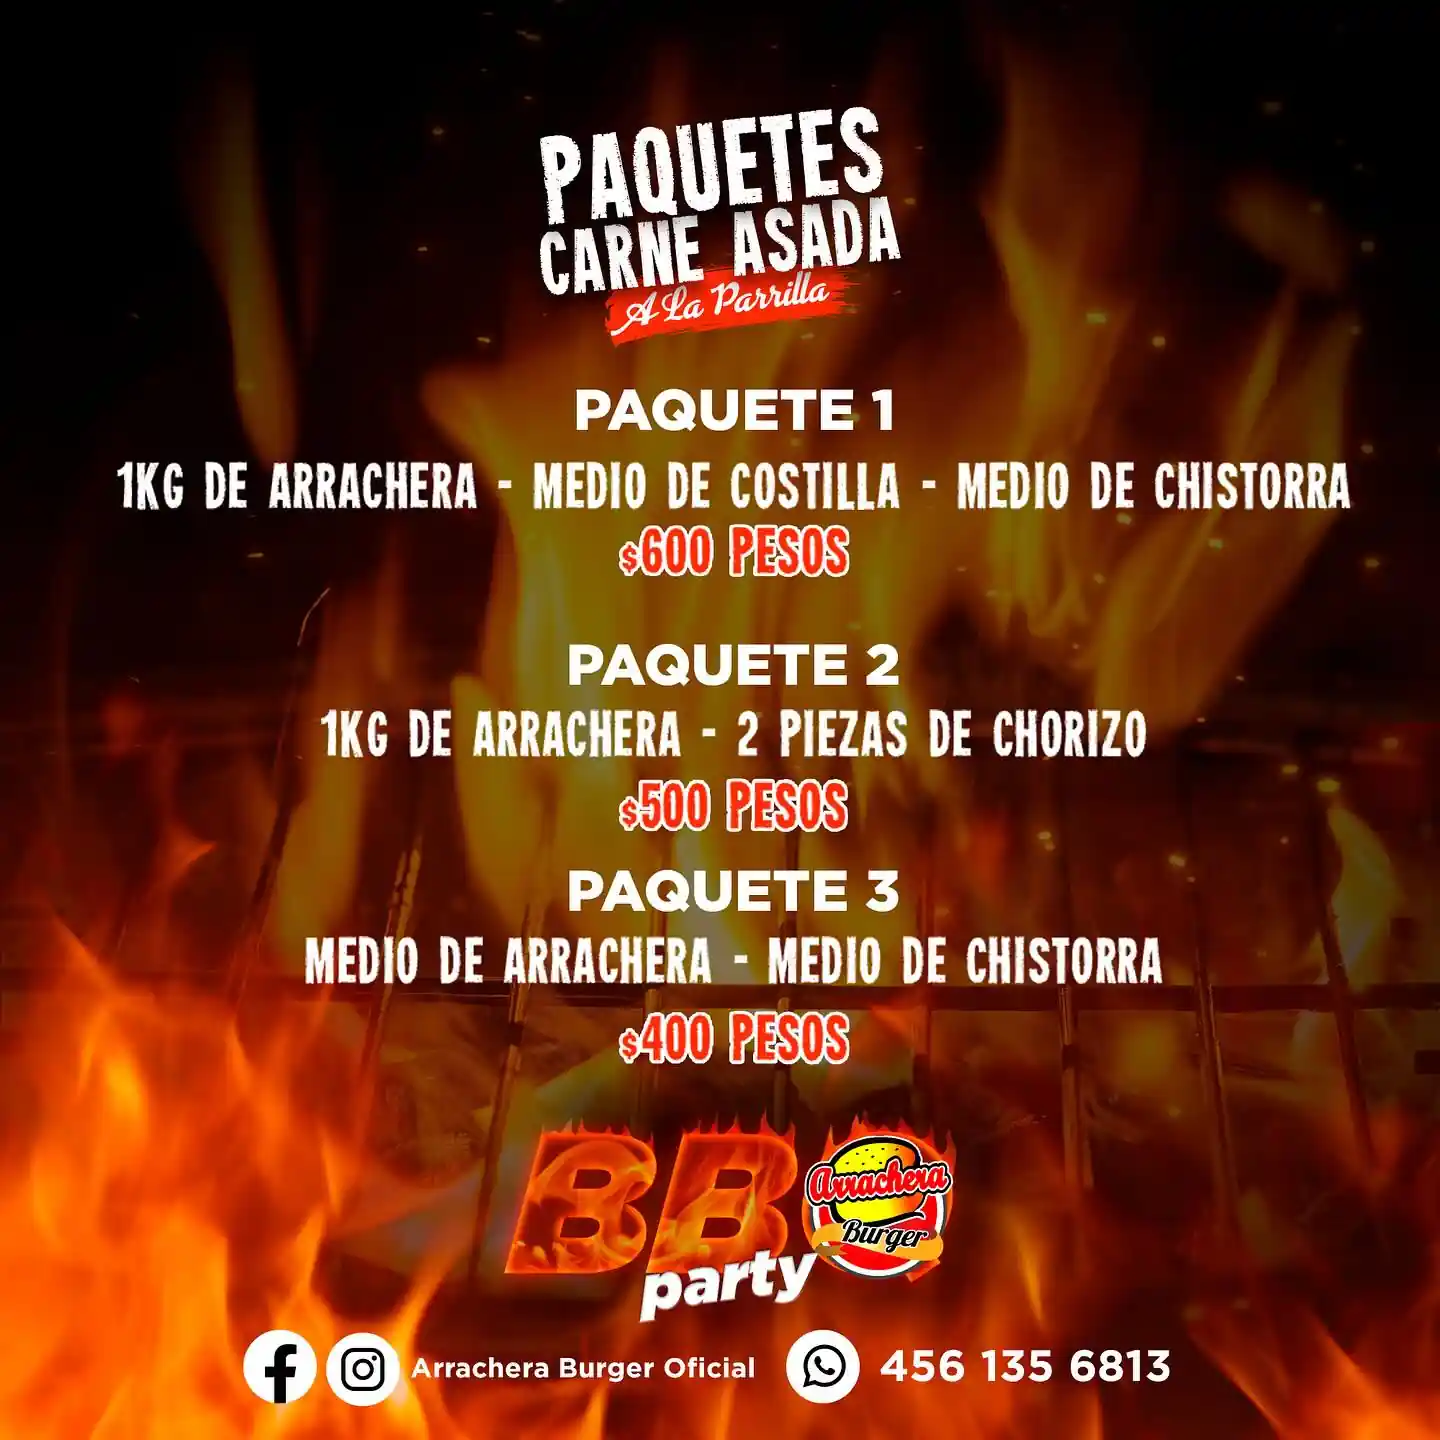 PAQUETES
CARNE ASADA
A La Parrilla
PAQUETE 1
1KG DE ARRACHERA - MEDIO DE COSTILLA - MEDIO DE CHISTORRA
$600 PESOS
PAQUETE 2
1KG DE ARRACHERA - 2 PIEZAS DE CHORIZO
$500 PESOS
PAQUETE 3
MEDIO DE ARRACHERA - MEDIO DE CHISTORRA
$400 PESOS
BBQ
party
Arrachera
Burger
Arrachera Burger Oficial
456 135 6813